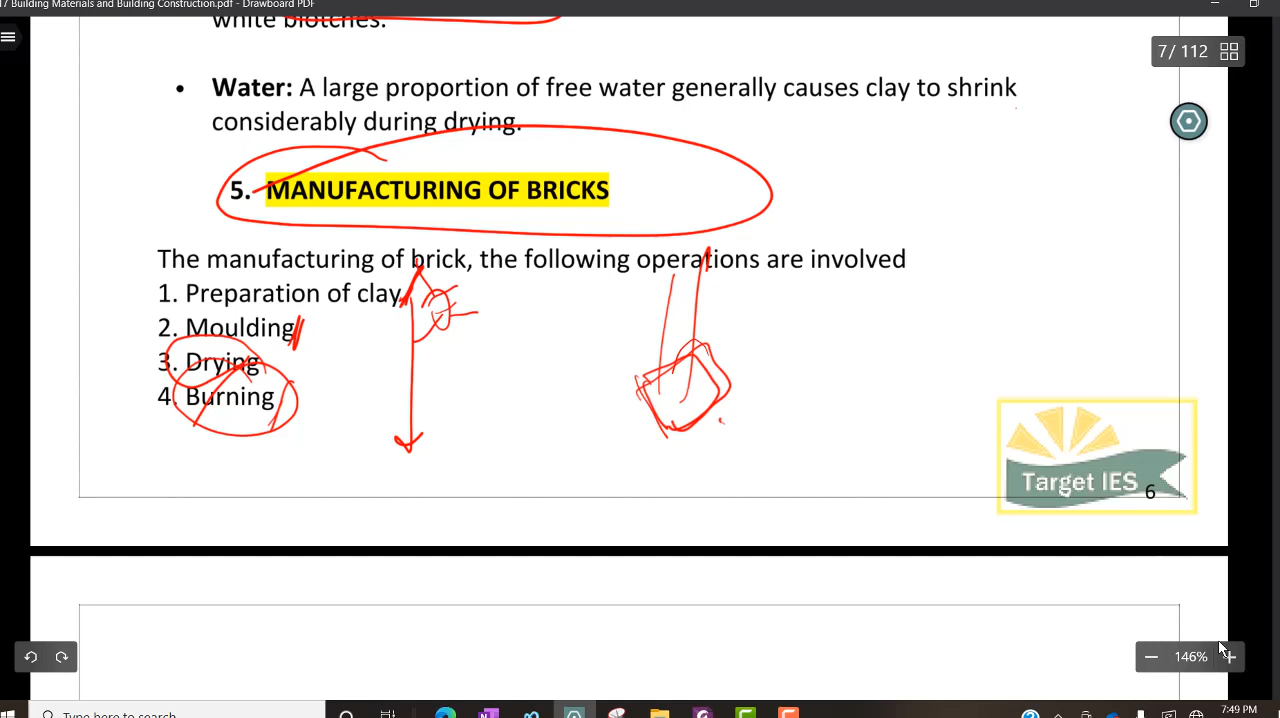 17 Building Materials and Building Construction.pdf - Drawboard PDF
white blotches.
7/112
• Water: A large proportion of free water generally causes clay to shrink
considerably during drying.
5. MANUFACTURING OF BRICKS
The manufacturing of brick, the following operations are involved
1. Preparation of clay
2. Moulding
3. Drying
4. Burning
Target IES
6
146%
Type here to search
7:49 PM